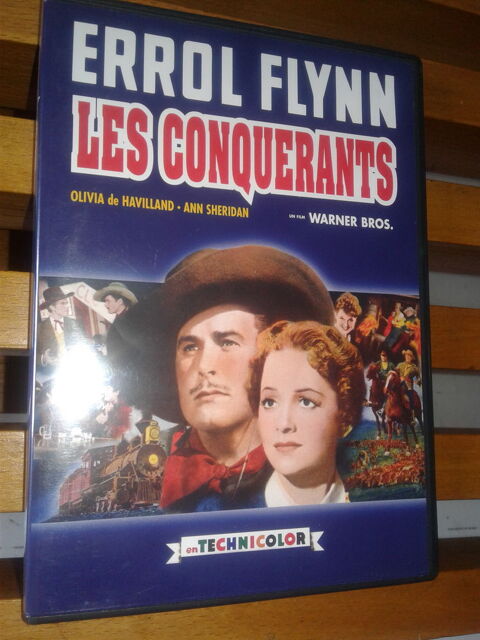 ERROL FLYNN
LES CONQUERANTS
OLIVIA de HAVILLAND · ANN SHERIDAN
UN FILM WARNER BROS.
en TECHNICOLOR